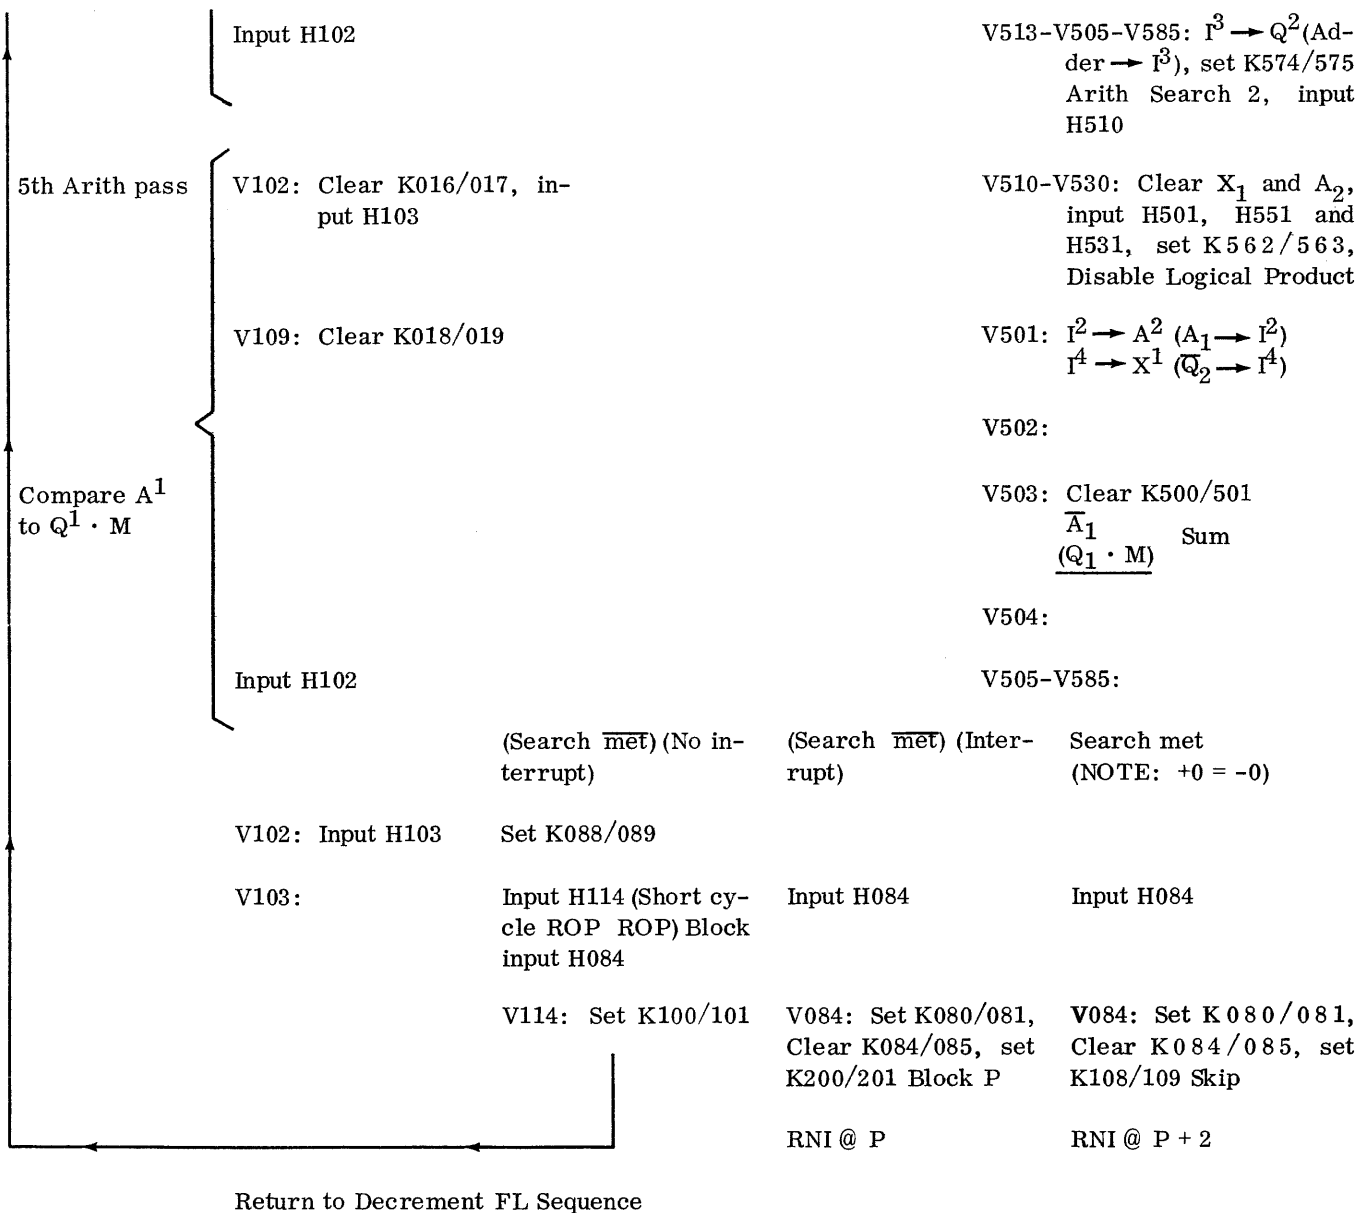 Input H102
V513-V505-V585: I³ → Q² (Ad-
der → I³), set K574/575
Arith Search 2, input
H510
5th Arith pass
V102: Clear K016/017, in-
put H103
V510-V530: Clear X₁ and A₂,
input H501, H551 and
H531, set K562/563,
Disable Logical Product
V109: Clear K018/019
V501: I² → A² (A₁ → I²)
I⁴ → X¹ (Q̅₂ → I⁴)
V502:
Compare A¹
to Q¹ · M
V503: Clear K500/501
A̅₁
Sum
(Q₁ · M)
V504:
Input H102
V505-V585:
(Search m̅e̅t̅) (No in-
terrupt)
(Search m̅e̅t̅) (Inter-
rupt)
Search met
(NOTE: +0 = -0)
V102: Input H103
Set K088/089
V103:
Input H114 (Short cy-
cle ROP ROP) Block
input H084
Input H084
Input H084
V114: Set K100/101
V084: Set K080/081,
Clear K084/085, set
K200/201 Block P
V084: Set K080/081,
Clear K084/085, set
K108/109 Skip
RNI @ P
RNI @ P + 2
Return to Decrement FL Sequence